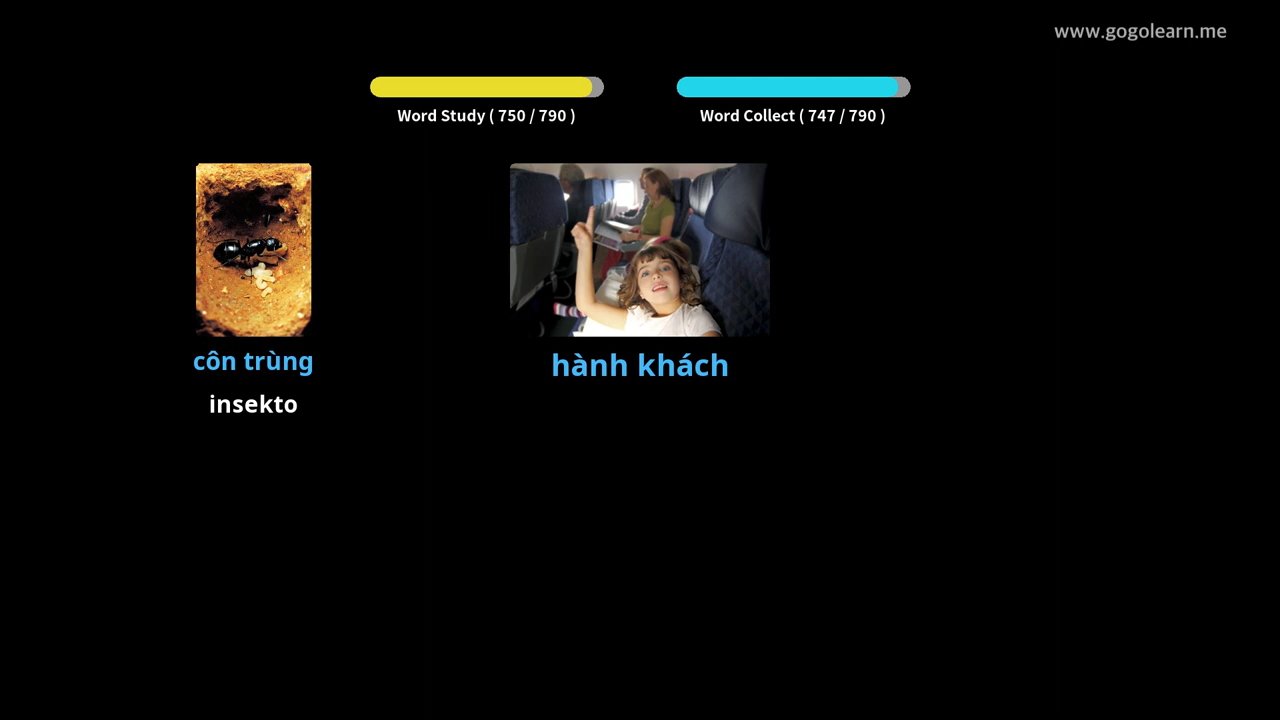 www.gogolearn.me
Word Study ( 750 / 790 )
Word Collect ( 747 / 790 )
côn trùng
hành khách
insekto